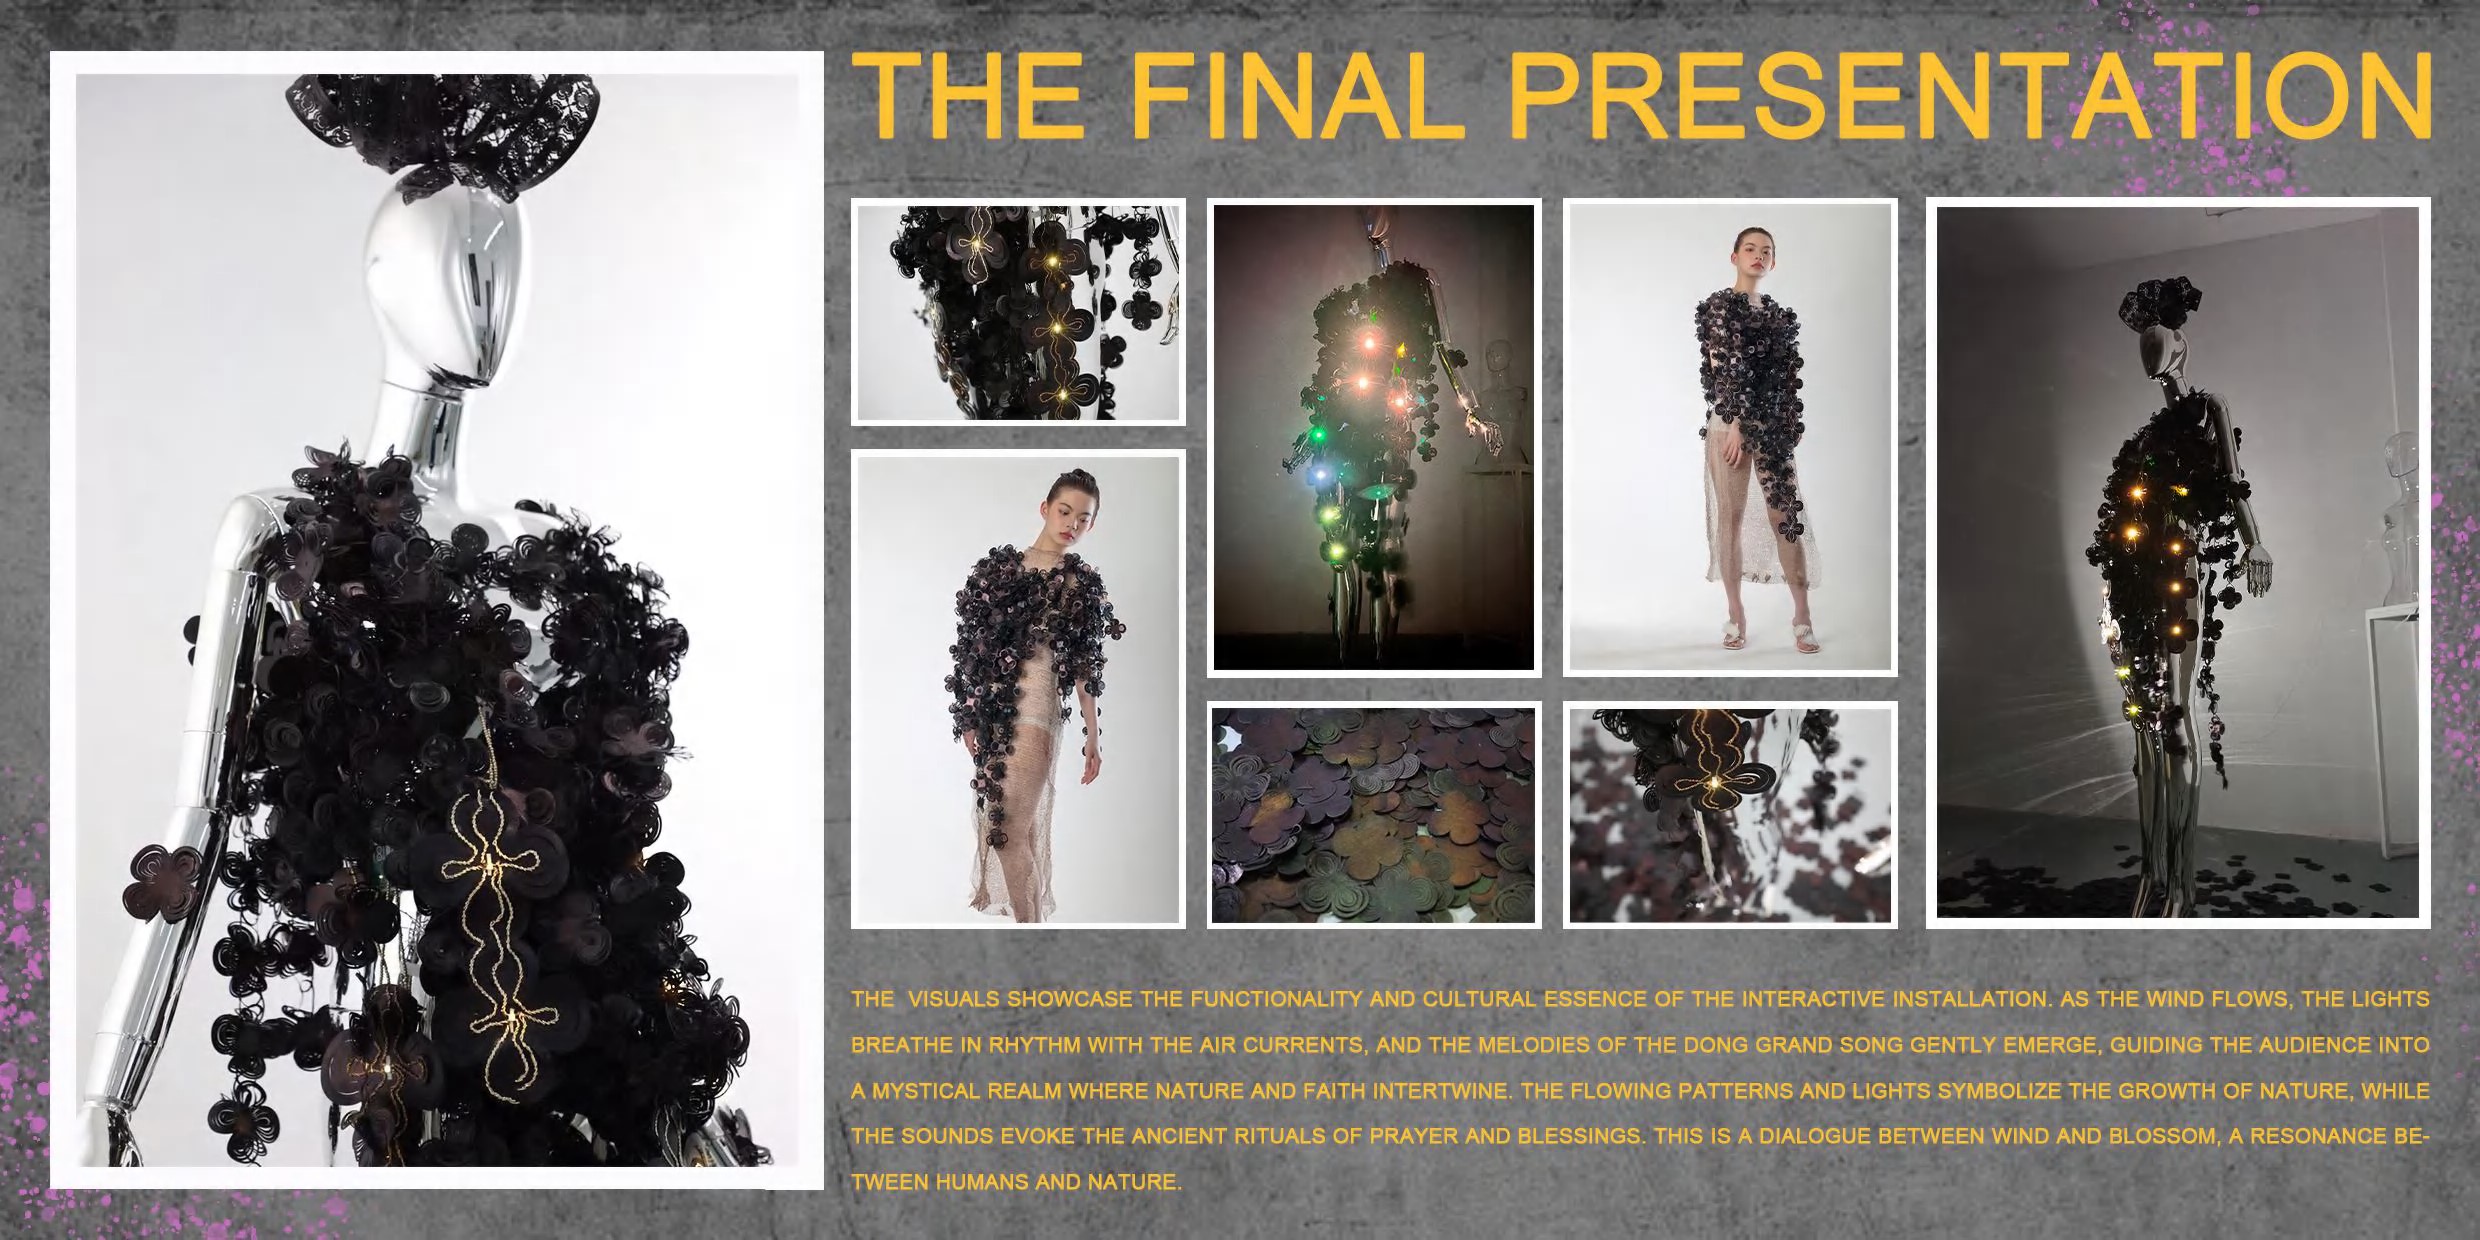 THE FINAL PRESENTATION
THE VISUALS SHOWCASE THE FUNCTIONALITY AND CULTURAL ESSENCE OF THE INTERACTIVE INSTALLATION. AS THE WIND FLOWS, THE LIGHTS
BREATHE IN RHYTHM WITH THE AIR CURRENTS, AND THE MELODIES OF THE DONG GRAND SONG GENTLY EMERGE, GUIDING THE AUDIENCE INTO
A MYSTICAL REALM WHERE NATURE AND FAITH INTERTWINE. THE FLOWING PATTERNS AND LIGHTS SYMBOLIZE THE GROWTH OF NATURE, WHILE
THE SOUNDS EVOKE THE ANCIENT RITUALS OF PRAYER AND BLESSINGS. THIS IS A DIALOGUE BETWEEN WIND AND BLOSSOM, A RESONANCE BE-
TWEEN HUMANS AND NATURE.